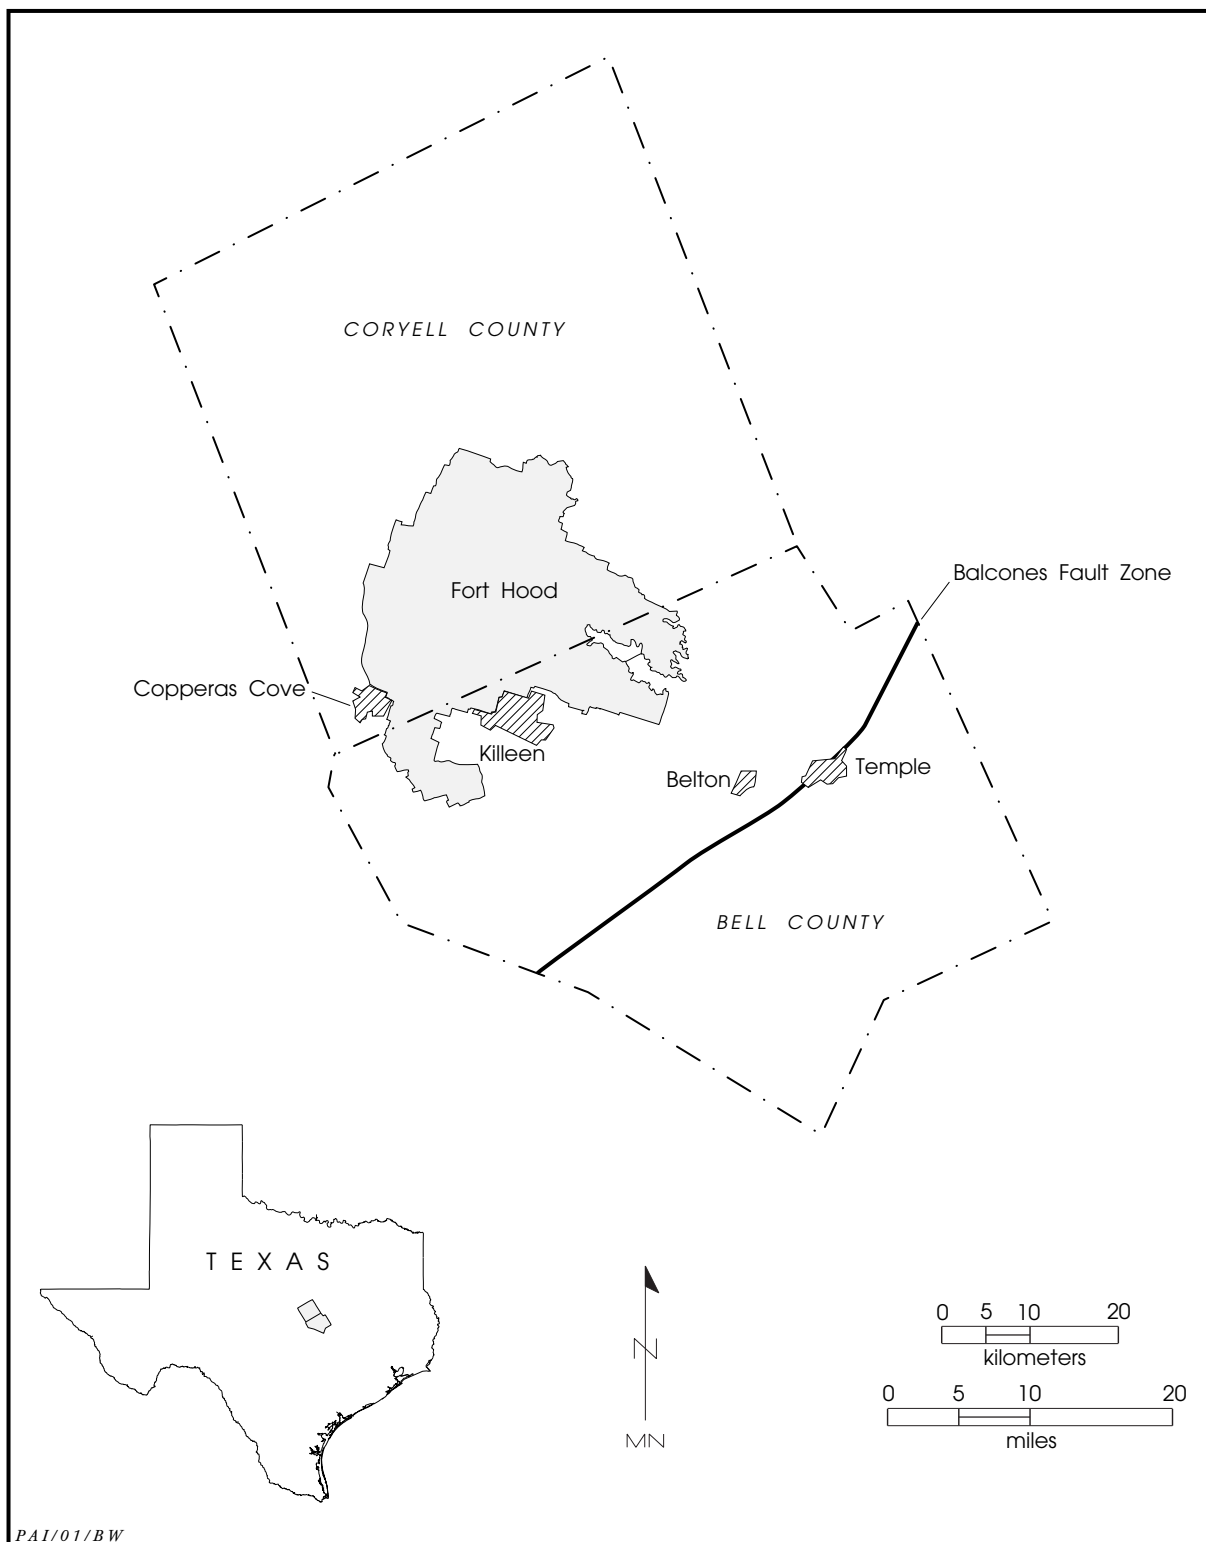 CORYELL COUNTY
Balcones Fault Zone
Fort Hood
Copperas Cove
Killeen
Belton
Temple
BELL COUNTY
TEXAS
N
MN
0 5 10 20
kilometers
0 5 10 20
miles
PAI/01/BW